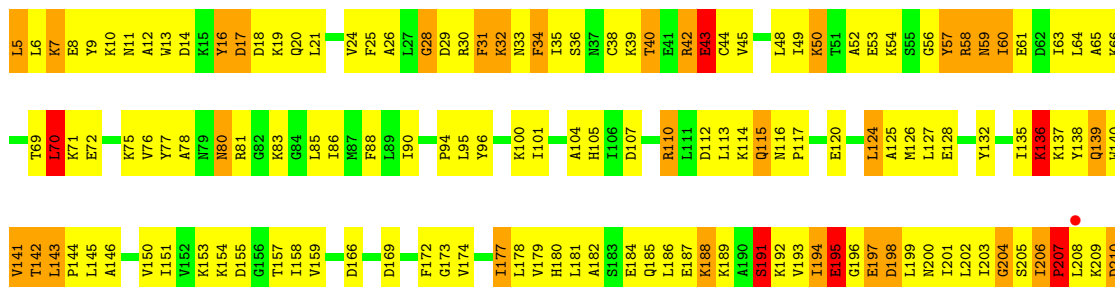 L5 L6 K7 E8 Y9 K10 N11 A12 W13 D14 K15 Y16 D17 D18 K19 Q20 L21 V24 F25 A26 L27 G28 D29 R30 F31 K32 N33 F34 I35 S36 N37 C38 K39 T40 E41 R42 E43 C44 V45 L48 I49 K50 T51 A52 E53 K54 S55 G56 Y57 R58 N59 I60 E61 D62 I63 L64 A65 K66
T69 L70 K71 E72 K75 V76 Y77 A78 N79 N80 R81 G82 K83 G84 L85 I86 M87 F88 L89 I90 P94 L95 Y96 K100 I101 A104 H105 I106 D107 R110 L111 D112 L113 K114 Q115 N116 P117 E120 L124 A125 M126 L127 E128 Y132 I135 K136 K137 Y138 Q139 H140
V141 T142 L143 P144 L145 A146 V150 I151 V152 K153 K154 D155 G156 T157 I158 V159 D166 D169 F172 G173 V174 I177 L178 V179 H180 L181 A182 S183 E184 Q185 L186 E187 K188 K189 A190 S191 K192 V193 I194 E195 G196 E197 D198 L199 N200 L201 L202 I203 G204 S205 I206 P207 L208 K209 D210